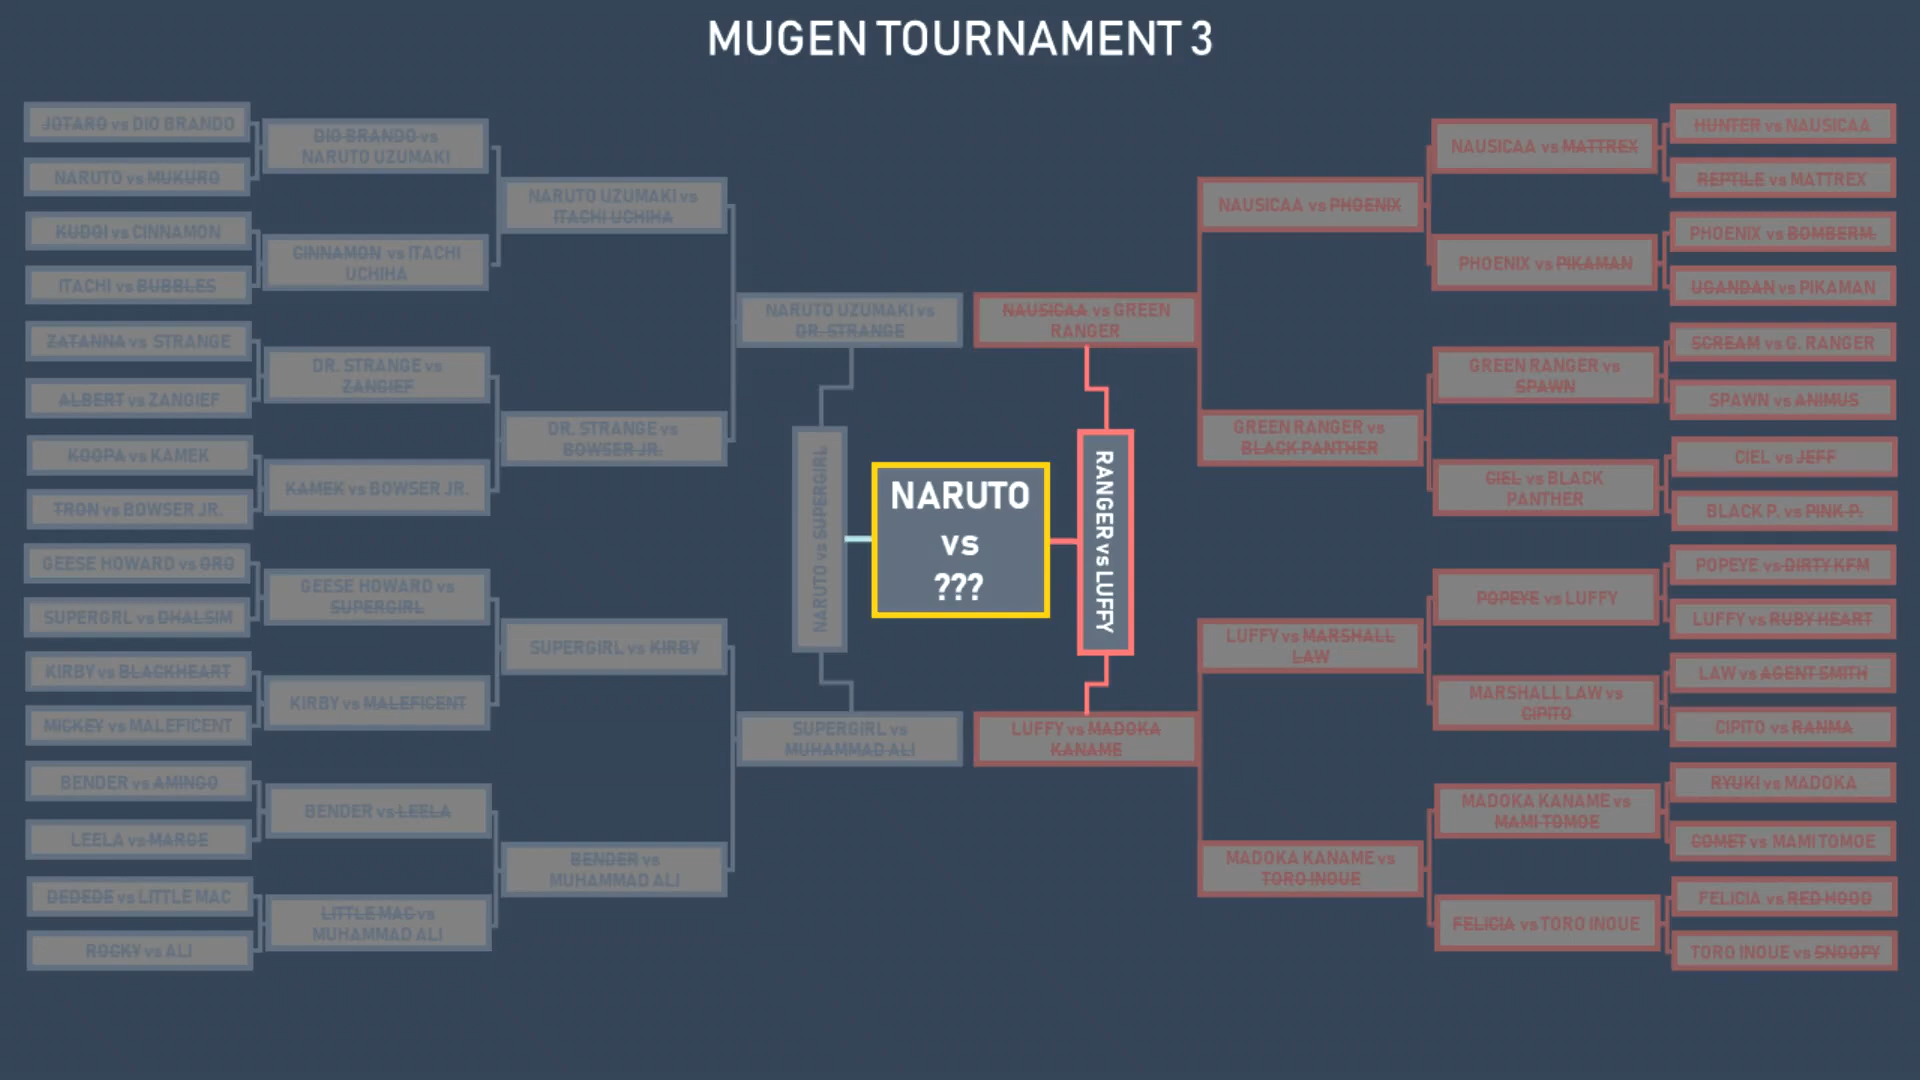 MUGEN TOURNAMENT 3
JOTARO vs DIO BRANDO
NARUTO vs MUKURO
KUDGI vs CINNAMON
ITACHI vs BUBBLES
ZATANNA vs STRANGE
ALBERT vs ZANGIEF
KOOPA vs KAMEK
TRON vs BOWSER JR.
GEESE HOWARD vs ORO
SUPERGRL vs DHALSIM
KIRBY vs BLACKHEART
MICKEY vs MALEFICENT
BENDER vs AMINGO
LEELA vs MARGE
DEDEDE vs LITTLE MAC
ROCKY vs ALI
DIO BRANDO vs
NARUTO UZUMAKI
CINNAMON vs ITACHI
UCHIHA
DR. STRANGE vs
ZANGIEF
KAMEK vs BOWSER JR.
GEESE HOWARD vs
SUPERGIRL
KIRBY vs MALEFICENT
BENDER vs LEELA
LITTLE MAC vs
MUHAMMAD ALI
NARUTO UZUMAKI vs
ITACHI UCHIHA
DR. STRANGE vs
BOWSER JR.
SUPERGIRL vs KIRBY
BENDER vs
MUHAMMAD ALI
NARUTO UZUMAKI vs
DR. STRANGE
SUPERGIRL vs
MUHAMMAD ALI
NARUTO vs SUPERGIRL
NARUTO
vs
???
RANGER vs LUFFY
NAUSICAA vs GREEN
RANGER
LUFFY vs MADOKA
KANAME
NAUSICAA vs PHOENIX
GREEN RANGER vs
BLACK PANTHER
LUFFY vs MARSHALL
LAW
MADOKA KANAME vs
TORO INOUE
NAUSICAA vs MATTREX
PHOENIX vs PIKAMAN
GREEN RANGER vs
SPAWN
CIEL vs BLACK
PANTHER
POPEYE vs LUFFY
MARSHALL LAW vs
CIPITO
MADOKA KANAME vs
MAMI TOMOE
FELICIA vs TORO INOUE
HUNTER vs NAUSICAA
REPTILE vs MATTREX
PHOENIX vs BOMBERM.
UGANDAN vs PIKAMAN
SCREAM vs G. RANGER
SPAWN vs ANIMUS
CIEL vs JEFF
BLACK P. vs PINK P.
POPEYE vs DIRTY KFM
LUFFY vs RUBY HEART
LAW vs AGENT SMITH
CIPITO vs RANMA
RYUKI vs MADOKA
COMET vs MAMI TOMOE
FELICIA vs RED HOOD
TORO INOUE vs SNOOPY